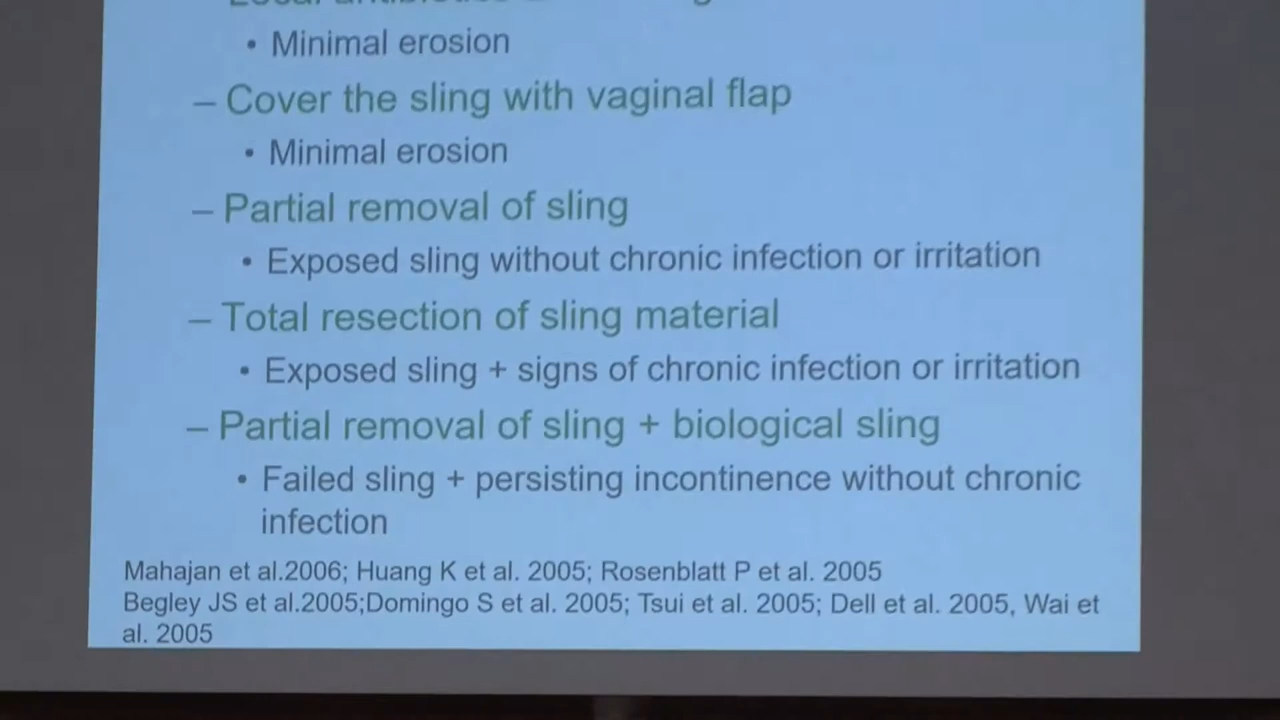 • Minimal erosion
– Cover the sling with vaginal flap
• Minimal erosion
– Partial removal of sling
• Exposed sling without chronic infection or irritation
– Total resection of sling material
• Exposed sling + signs of chronic infection or irritation
– Partial removal of sling + biological sling
• Failed sling + persisting incontinence without chronic
infection
Mahajan et al.2006; Huang K et al. 2005; Rosenblatt P et al. 2005
Begley JS et al.2005;Domingo S et al. 2005; Tsui et al. 2005; Dell et al. 2005, Wai et
al. 2005